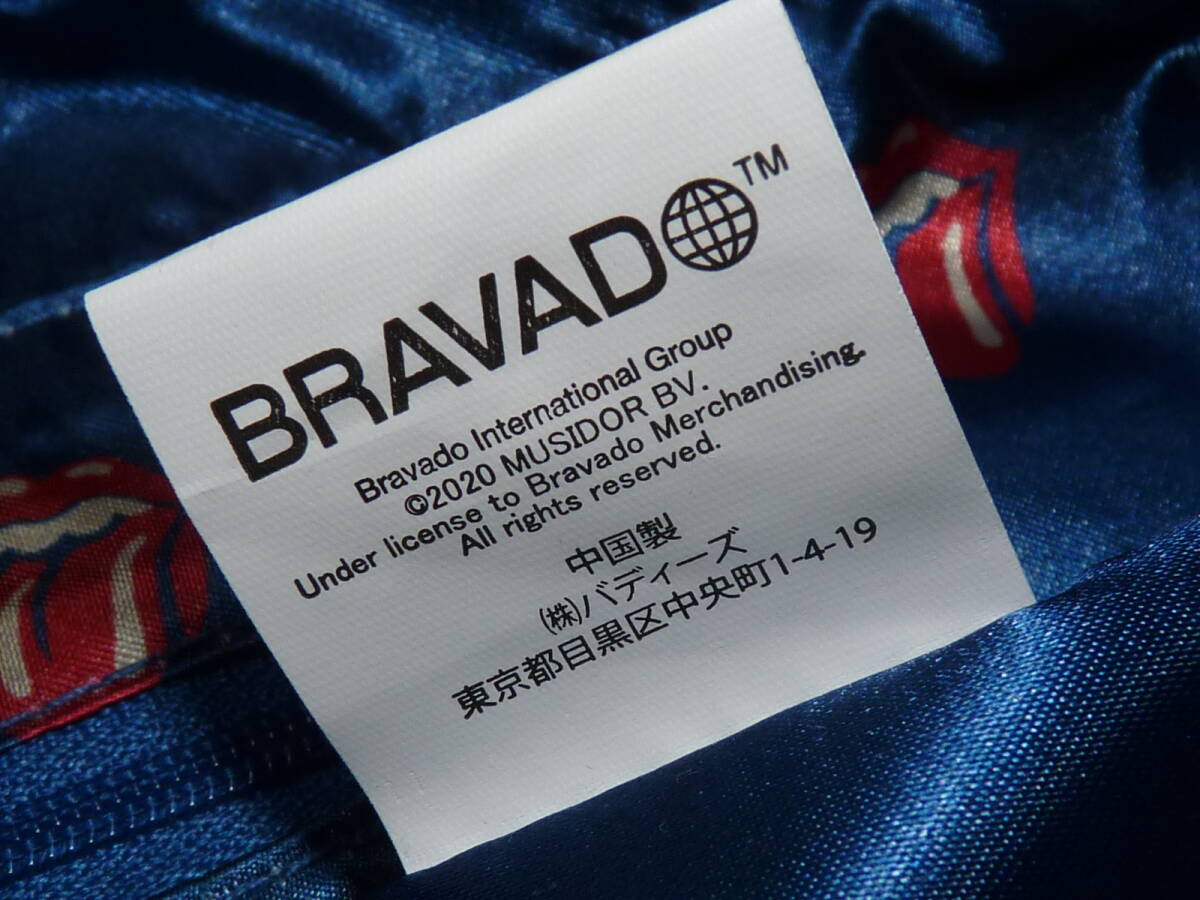 BRAVADO™
Bravado International Group
©2020 MUSIDOR BV.
Under license to Bravado Merchandising.
All rights reserved.
中国製
(株)バディーズ
東京都目黒区中央町1-4-19